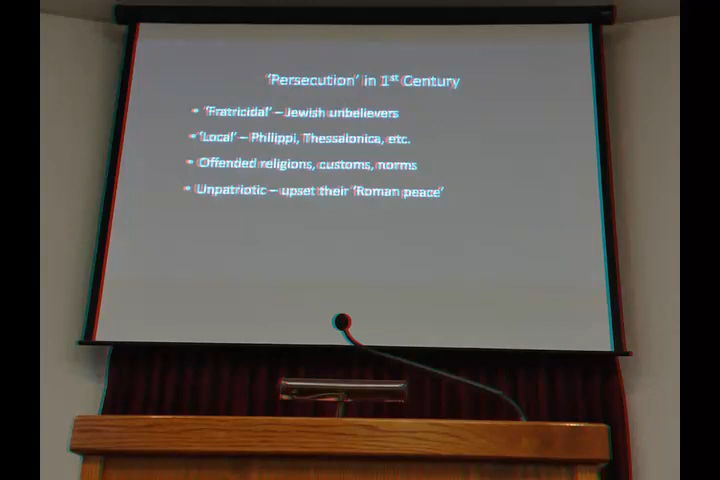 'Persecution' in 1st Century
• 'Fratricidal' – Jewish unbelievers
• 'Local' – Philippi, Thessalonica, etc.
• Offended religions, customs, norms
• Unpatriotic – upset their 'Roman peace'